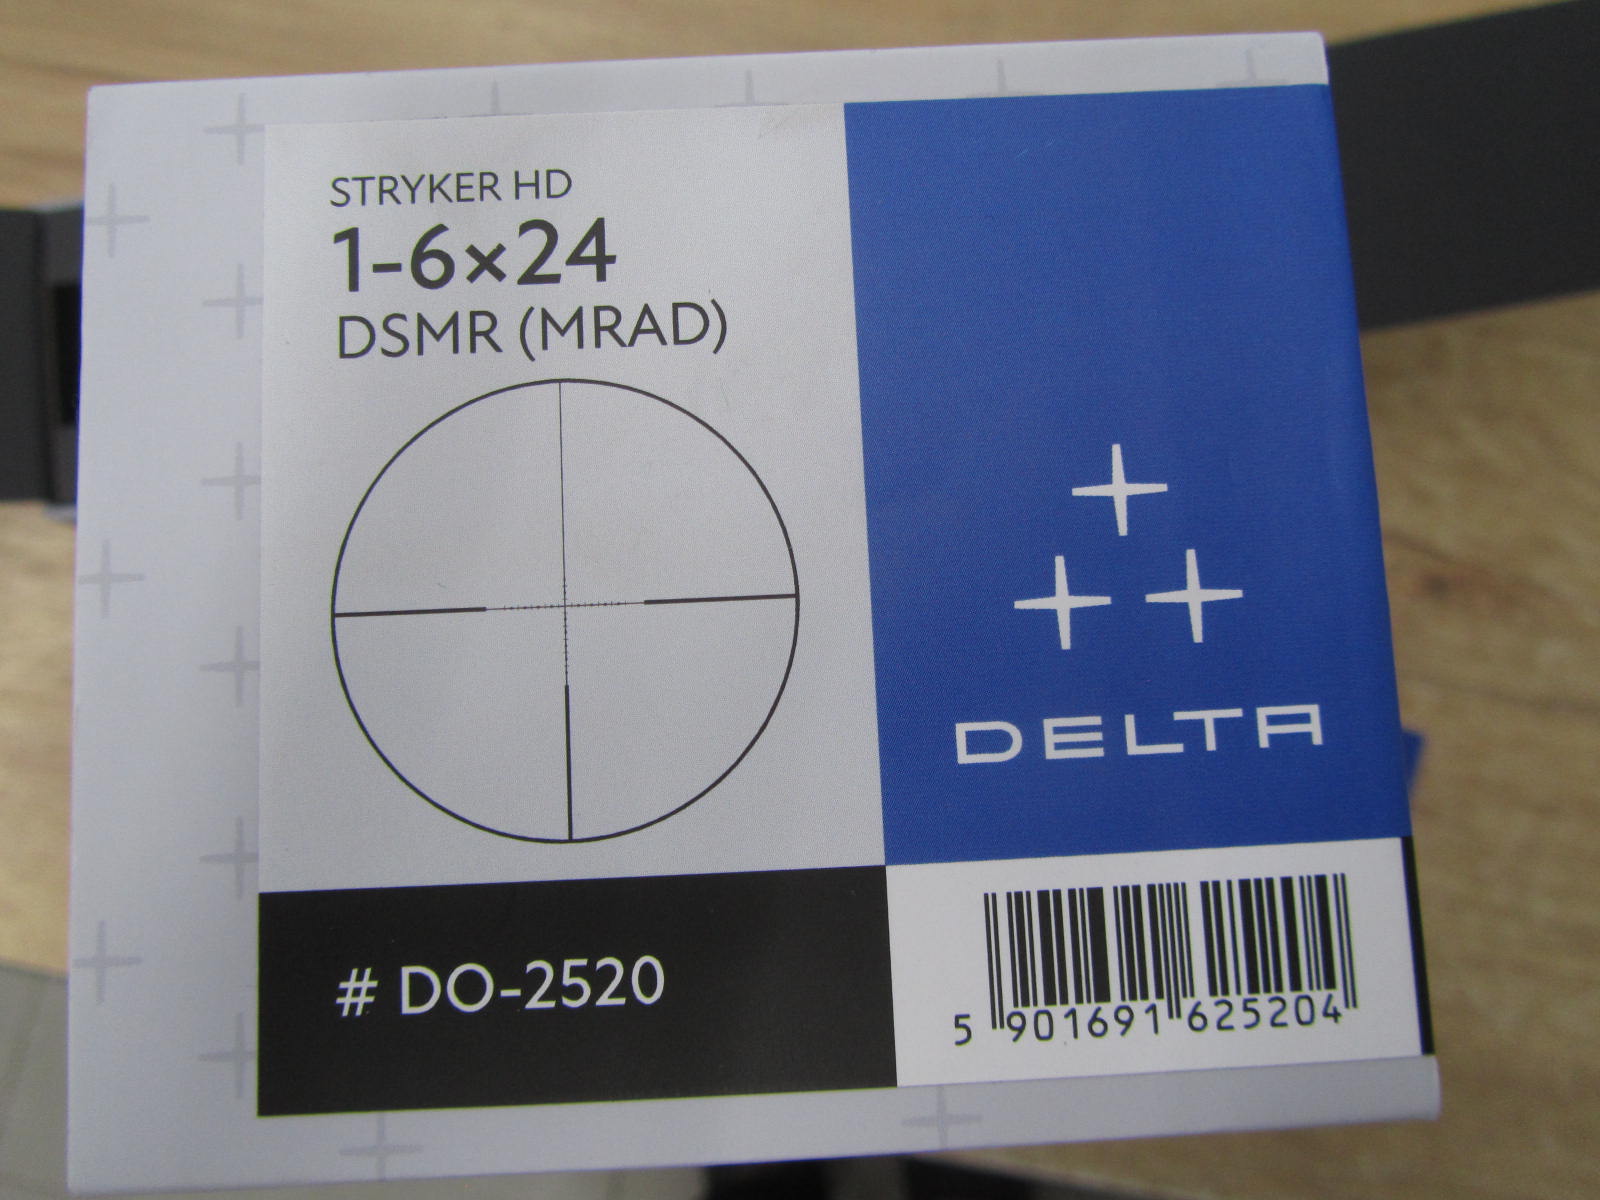 STRYKER HD
1-6×24
DSMR (MRAD)
DELTA
# DO-2520
5 901691 625204